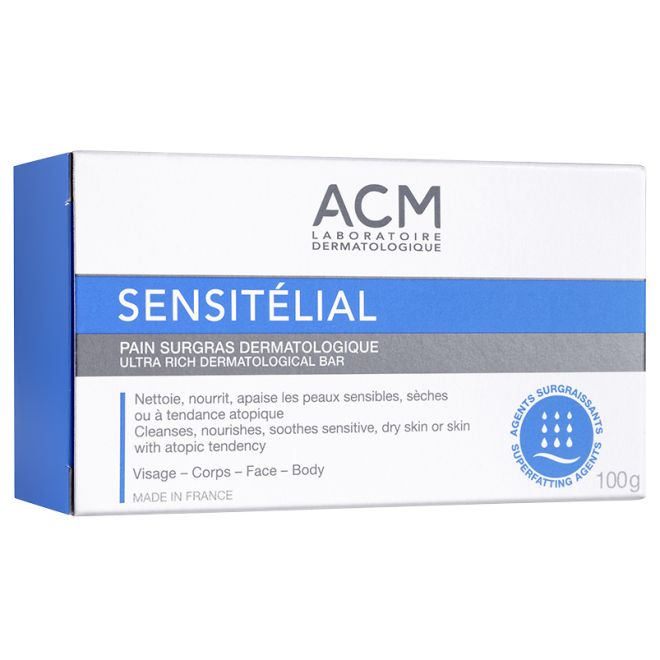 ACM
LABORATOIRE
DERMATOLOGIQUE
SENSITÉLIAL
PAIN SURGRAS DERMATOLOGIQUE
ULTRA RICH DERMATOLOGICAL BAR
Nettoie, nourrit, apaise les peaux sensibles, sèches
ou à tendance atopique
Cleanses, nourishes, soothes sensitive, dry skin or skin
with atopic tendency
Visage – Corps – Face – Body
MADE IN FRANCE
AGENTS SURGRAISSANTS
SUPERFATTING AGENTS
100g